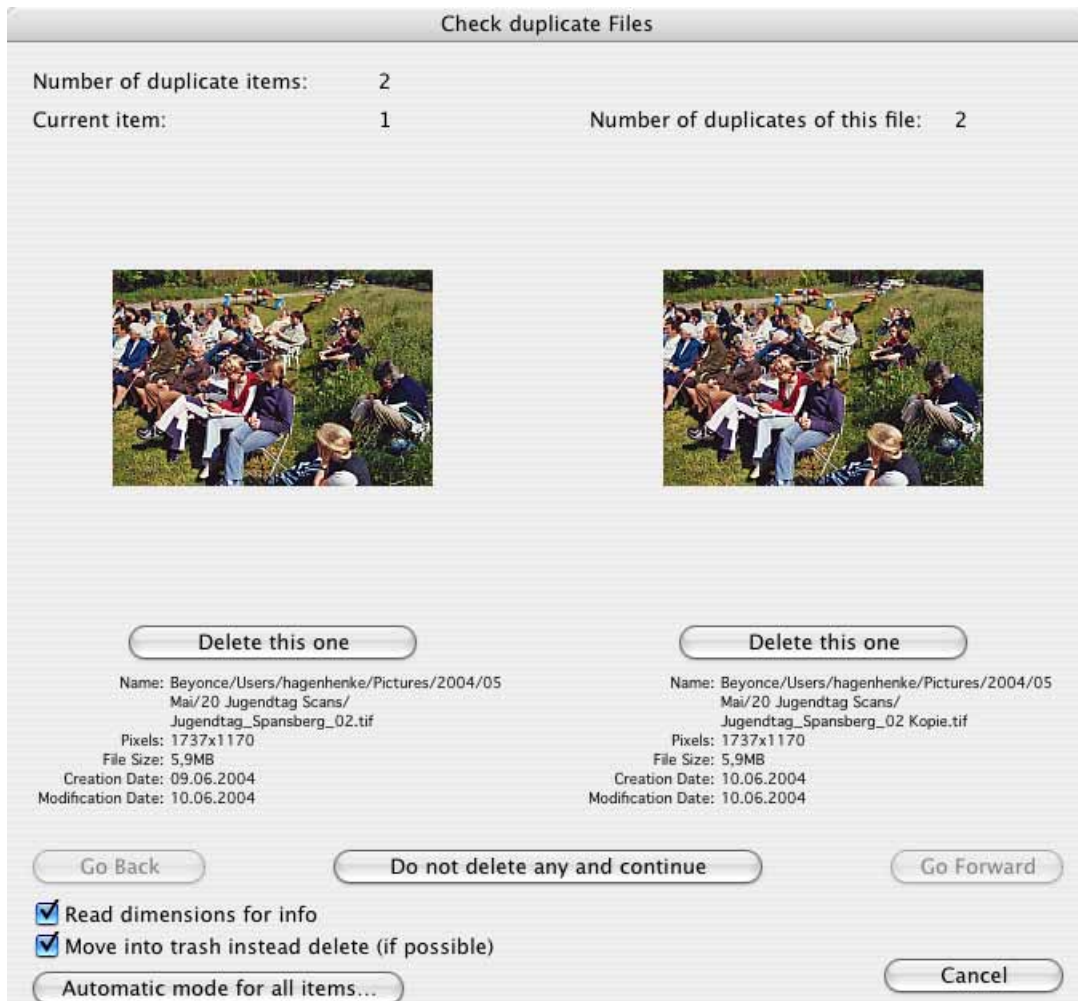 Check duplicate Files
Number of duplicate items: 2
Current item: 1
Number of duplicates of this file: 2
Delete this one
Name: Beyonce/Users/hagenhenke/Pictures/2004/05
Mai/20 Jugendtag Scans/
Jugendtag_Spansberg_02.tif
Pixels: 1737x1170
File Size: 5,9MB
Creation Date: 09.06.2004
Modification Date: 10.06.2004
Delete this one
Name: Beyonce/Users/hagenhenke/Pictures/2004/05
Mai/20 Jugendtag Scans/
Jugendtag_Spansberg_02 Kopie.tif
Pixels: 1737x1170
File Size: 5,9MB
Creation Date: 10.06.2004
Modification Date: 10.06.2004
Go Back
Do not delete any and continue
Go Forward
Read dimensions for info
Move into trash instead delete (if possible)
Automatic mode for all items...
Cancel